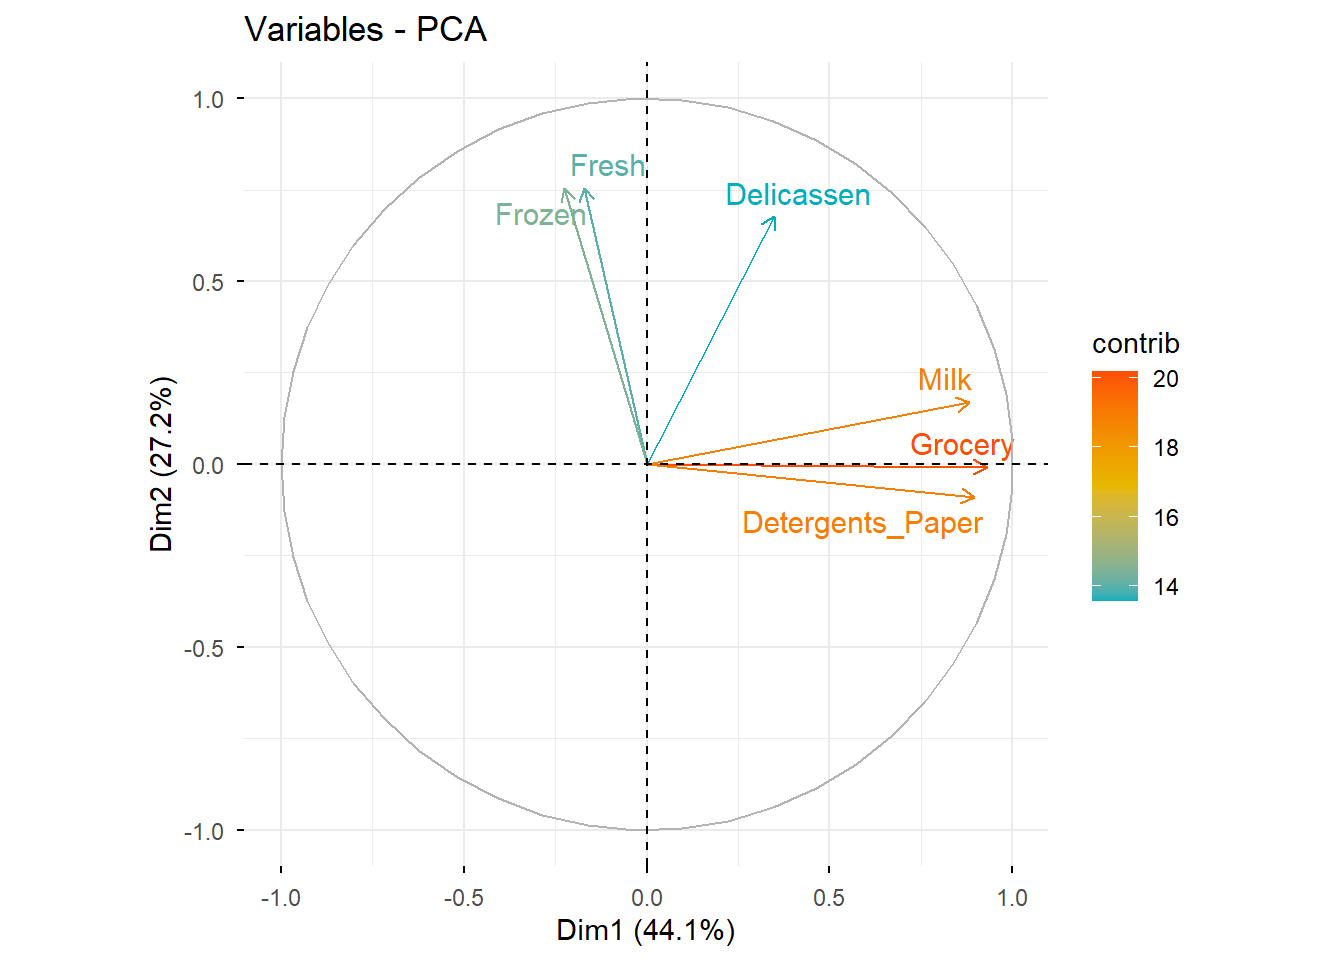 Variables - PCA
1.0
0.5
0.0
-0.5
-1.0
Dim2 (27.2%)
Fresh
Frozen
Delicassen
Milk
Grocery
Detergents_Paper
-1.0
-0.5
0.0
0.5
1.0
Dim1 (44.1%)
contrib
20
18
16
14